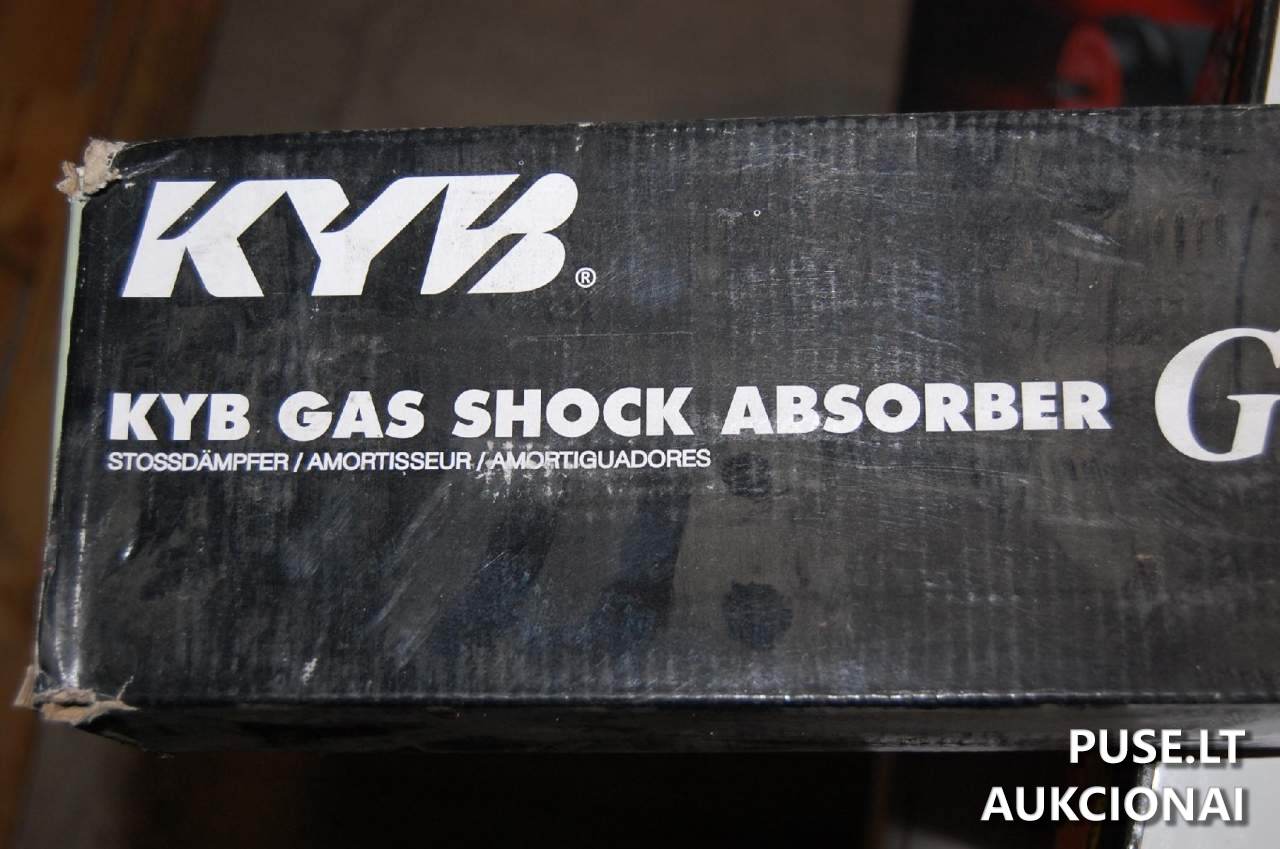 KYB®
KYB GAS SHOCK ABSORBER
STOSSDÄMPFER / AMORTISSEUR / AMORTIGUADORES
G
PUSE.LT
AUKCIONAI